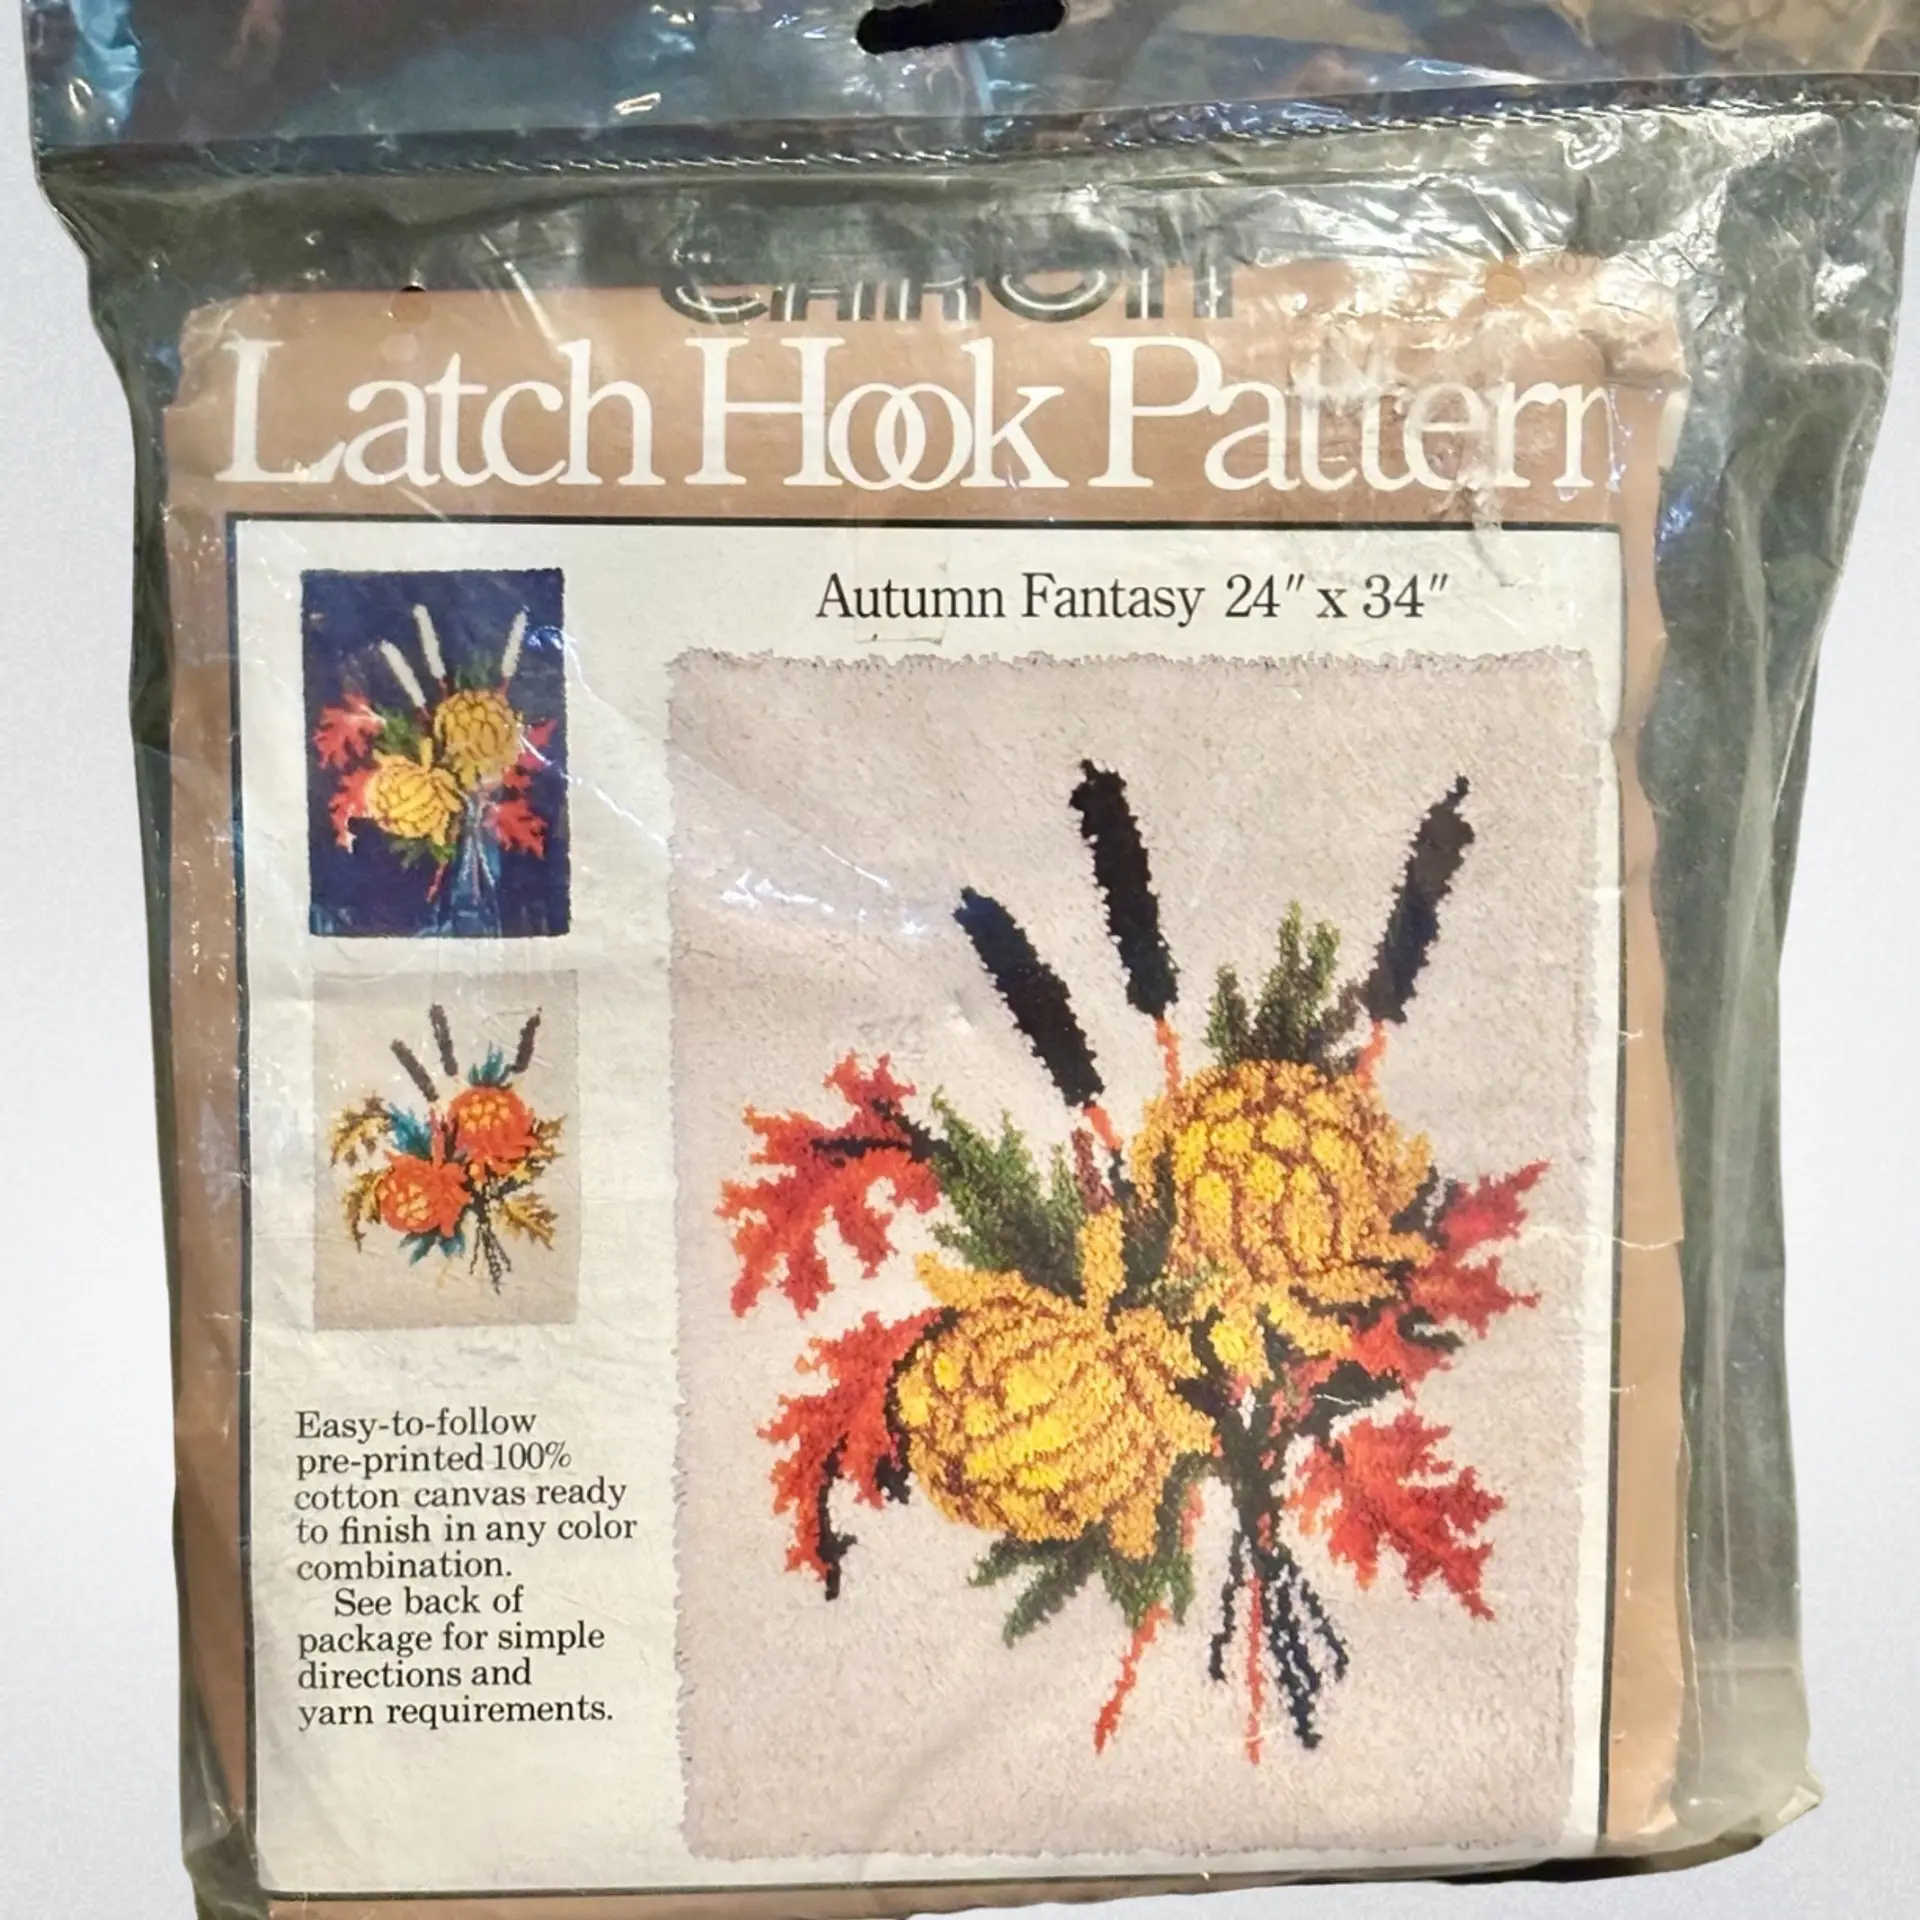 CARON
Latch Hook Pattern
Autumn Fantasy 24" x 34"
Easy-to-follow
pre-printed 100%
cotton canvas ready
to finish in any color
combination.
See back of
package for simple
directions and
yarn requirements.